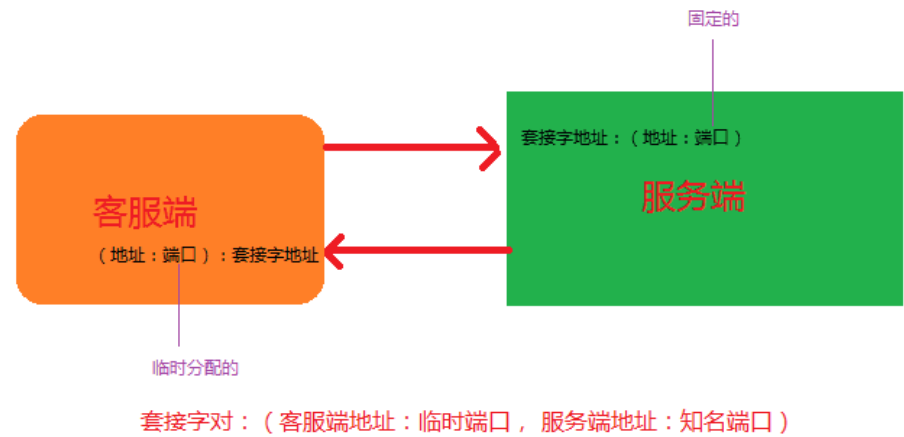 固定的
套接字地址：（地址：端口）
服务端
客服端
（地址：端口）：套接字地址
临时分配的
套接字对：（客服端地址：临时端口， 服务端地址：知名端口）